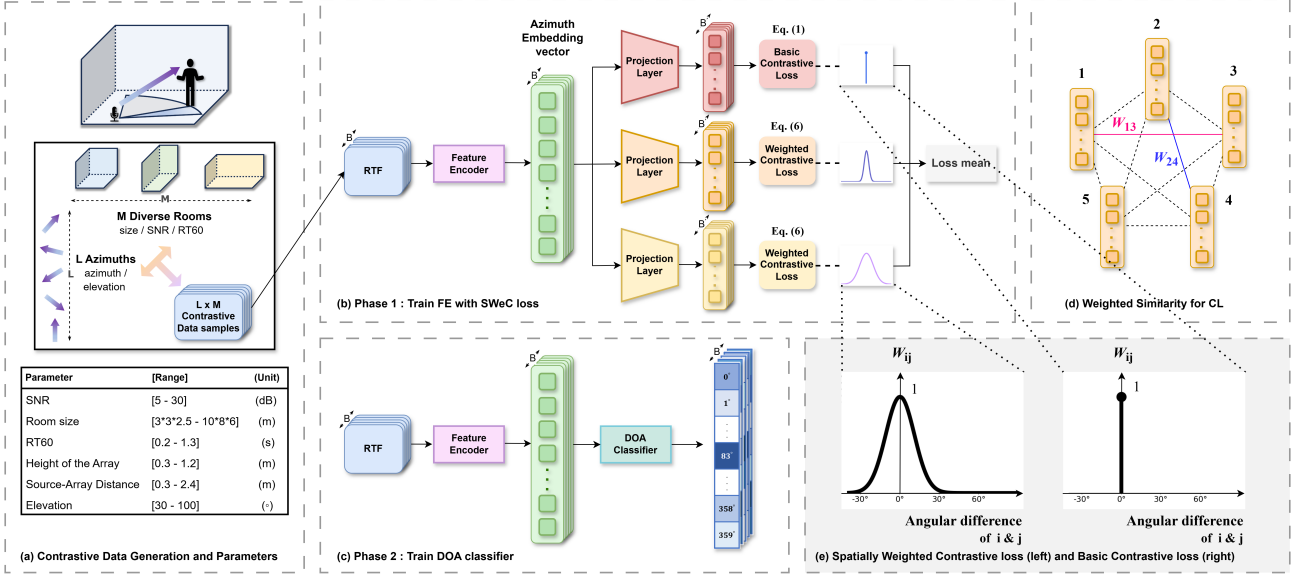 M
M Diverse Rooms
size / SNR / RT60
L Azimuths
L
azimuth /
elevation
L x M
Contrastive
Data samples
Parameter [Range] (Unit)
SNR [5 - 30] (dB)
Room size [3*3*2.5 - 10*8*6] (m)
RT60 [0.2 - 1.3] (s)
Height of the Array [0.3 - 1.2] (m)
Source-Array Distance [0.3 - 2.4] (m)
Elevation [30 - 100] (◦)
(a) Contrastive Data Generation and Parameters
B
RTF
Feature
Encoder
Azimuth
Embedding
vector
B
Projection
Layer
B
Eq. (1)
Basic
Contrastive
Loss
Projection
Layer
B
Eq. (6)
Weighted
Contrastive
Loss
Projection
Layer
B
Eq. (6)
Weighted
Contrastive
Loss
Loss mean
(b) Phase 1 : Train FE with SWeC loss
B
RTF
Feature
Encoder
B
DOA
Classifier
B
0°
1°
83°
358°
359°
(c) Phase 2 : Train DOA classifier
1
2
3
4
5
W13
W24
(d) Weighted Similarity for CL
Wij
1
-30° 0° 30° 60°
Angular difference
of i & j
Wij
1
-30° 0° 30° 60°
Angular difference
of i & j
(e) Spatially Weighted Contrastive loss (left) and Basic Contrastive loss (right)